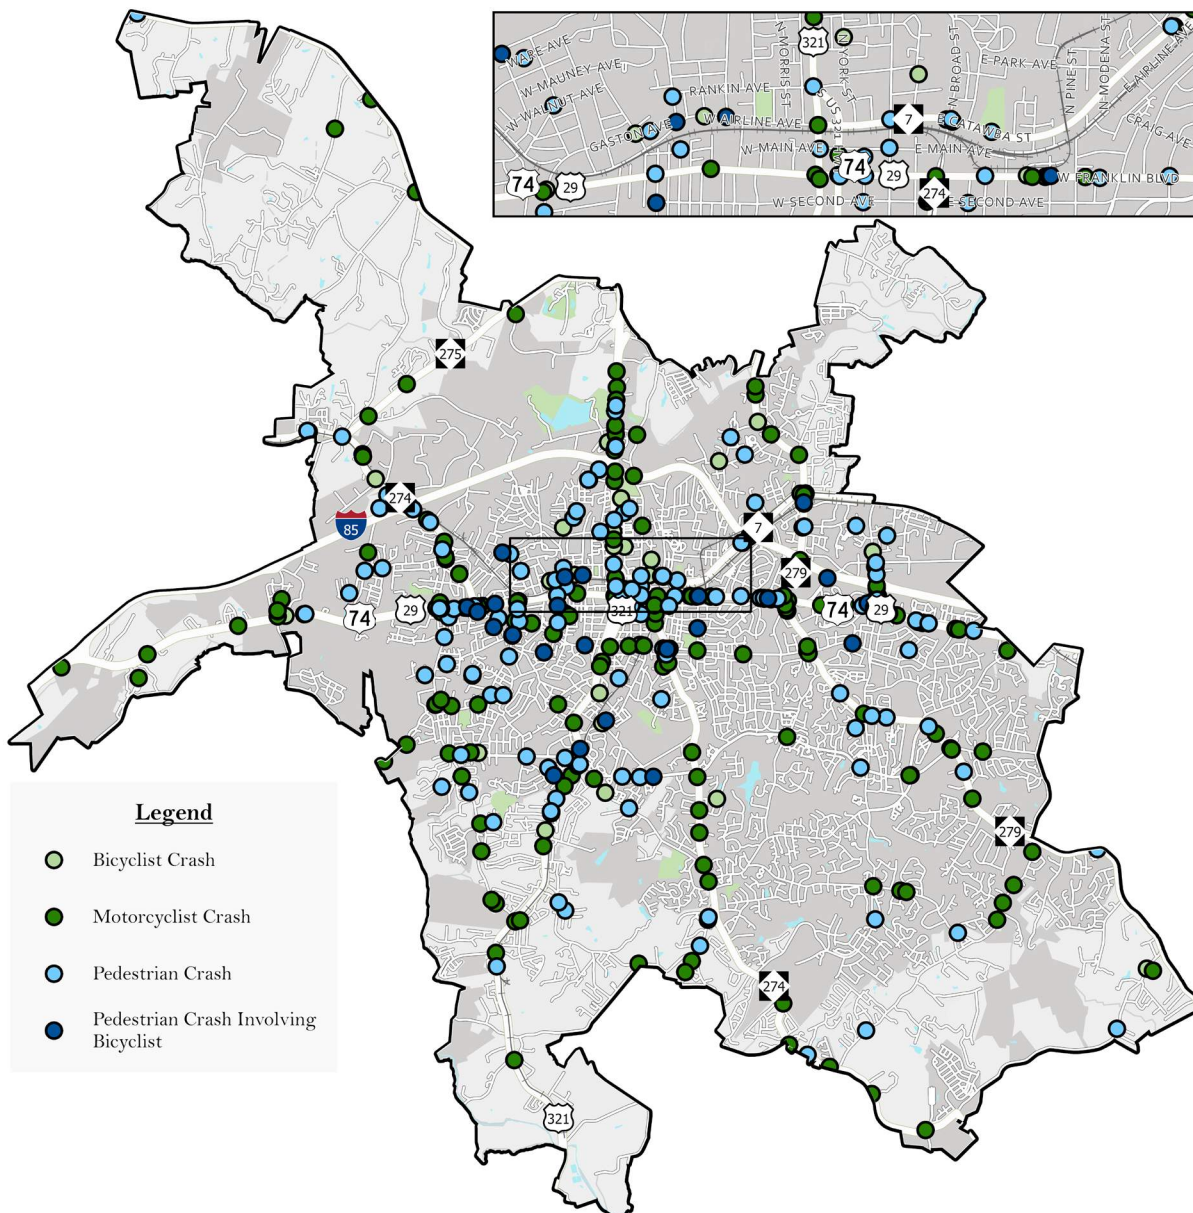 321
WARE AVE
N MORRIS ST
N YORK ST
N BROAD ST
E PARK AVE
N PINE ST
N MODENA ST
E AIRLINE AVE
W MAUNEY AVE
W WALNUT AVE
RANKIN AVE
S US 321 H
GASTON AVE
W AIRLINE AVE
7
E CATAWBA ST
CRAIG AVE
W MAIN AVE
E MAIN AVE
74
29
74
29
W FRANKLIN BLVD
274
W SECOND AVE
E SECOND AVE
275
274
85
7
279
74
29
321
74
29
Legend
Bicyclist Crash
Motorcyclist Crash
Pedestrian Crash
Pedestrian Crash Involving
Bicyclist
279
274
321